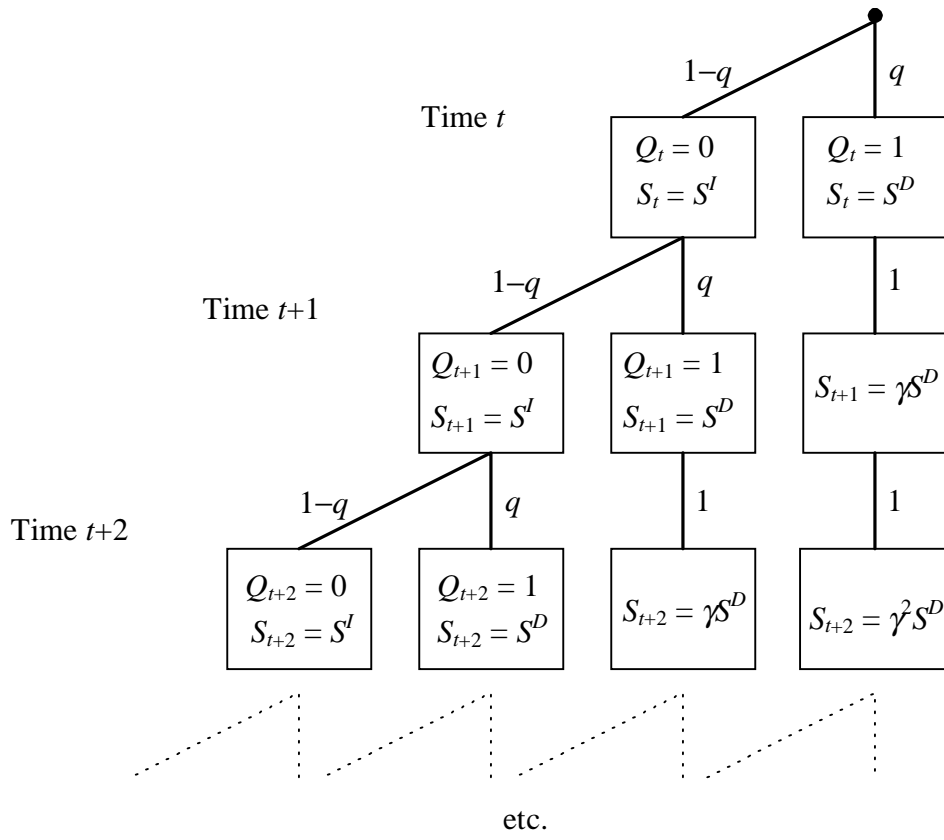 1−q q
Time t
Q_t = 0 Q_t = 1
S_t = S^I S_t = S^D
1−q q 1
Time t+1
Q_{t+1} = 0 Q_{t+1} = 1
S_{t+1} = S^I S_{t+1} = S^D S_{t+1} = γS^D
1−q q 1 1
Time t+2
Q_{t+2} = 0 Q_{t+2} = 1
S_{t+2} = S^I S_{t+2} = S^D S_{t+2} = γS^D S_{t+2} = γ^2S^D
etc.